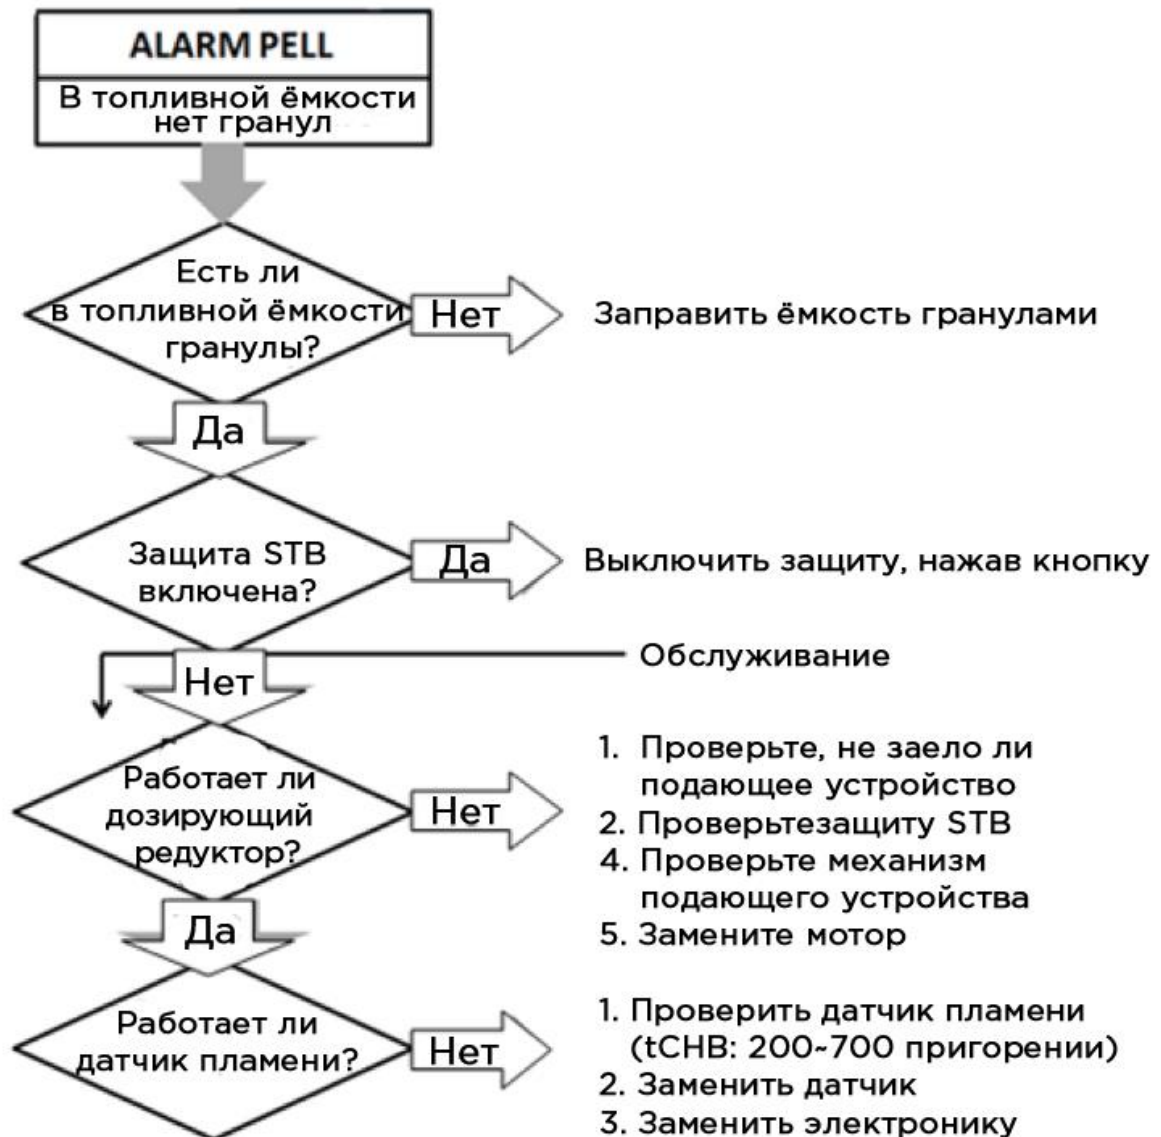 ALARM PELL
В топливной ёмкости
нет гранул
Есть ли
в топливной ёмкости
гранулы?
Нет
Заправить ёмкость гранулами
Да
Защита STB
включена?
Да
Выключить защиту, нажав кнопку
Обслуживание
Нет
Работает ли
дозирующий
редуктор?
Нет
1. Проверьте, не заело ли
подающее устройство
2. Проверьтезащиту STB
4. Проверьте механизм
подающего устройства
5. Замените мотор
Да
Работает ли
датчик пламени?
Нет
1. Проверить датчик пламени
(tCHB: 200~700 пригорении)
2. Заменить датчик
3. Заменить электронику